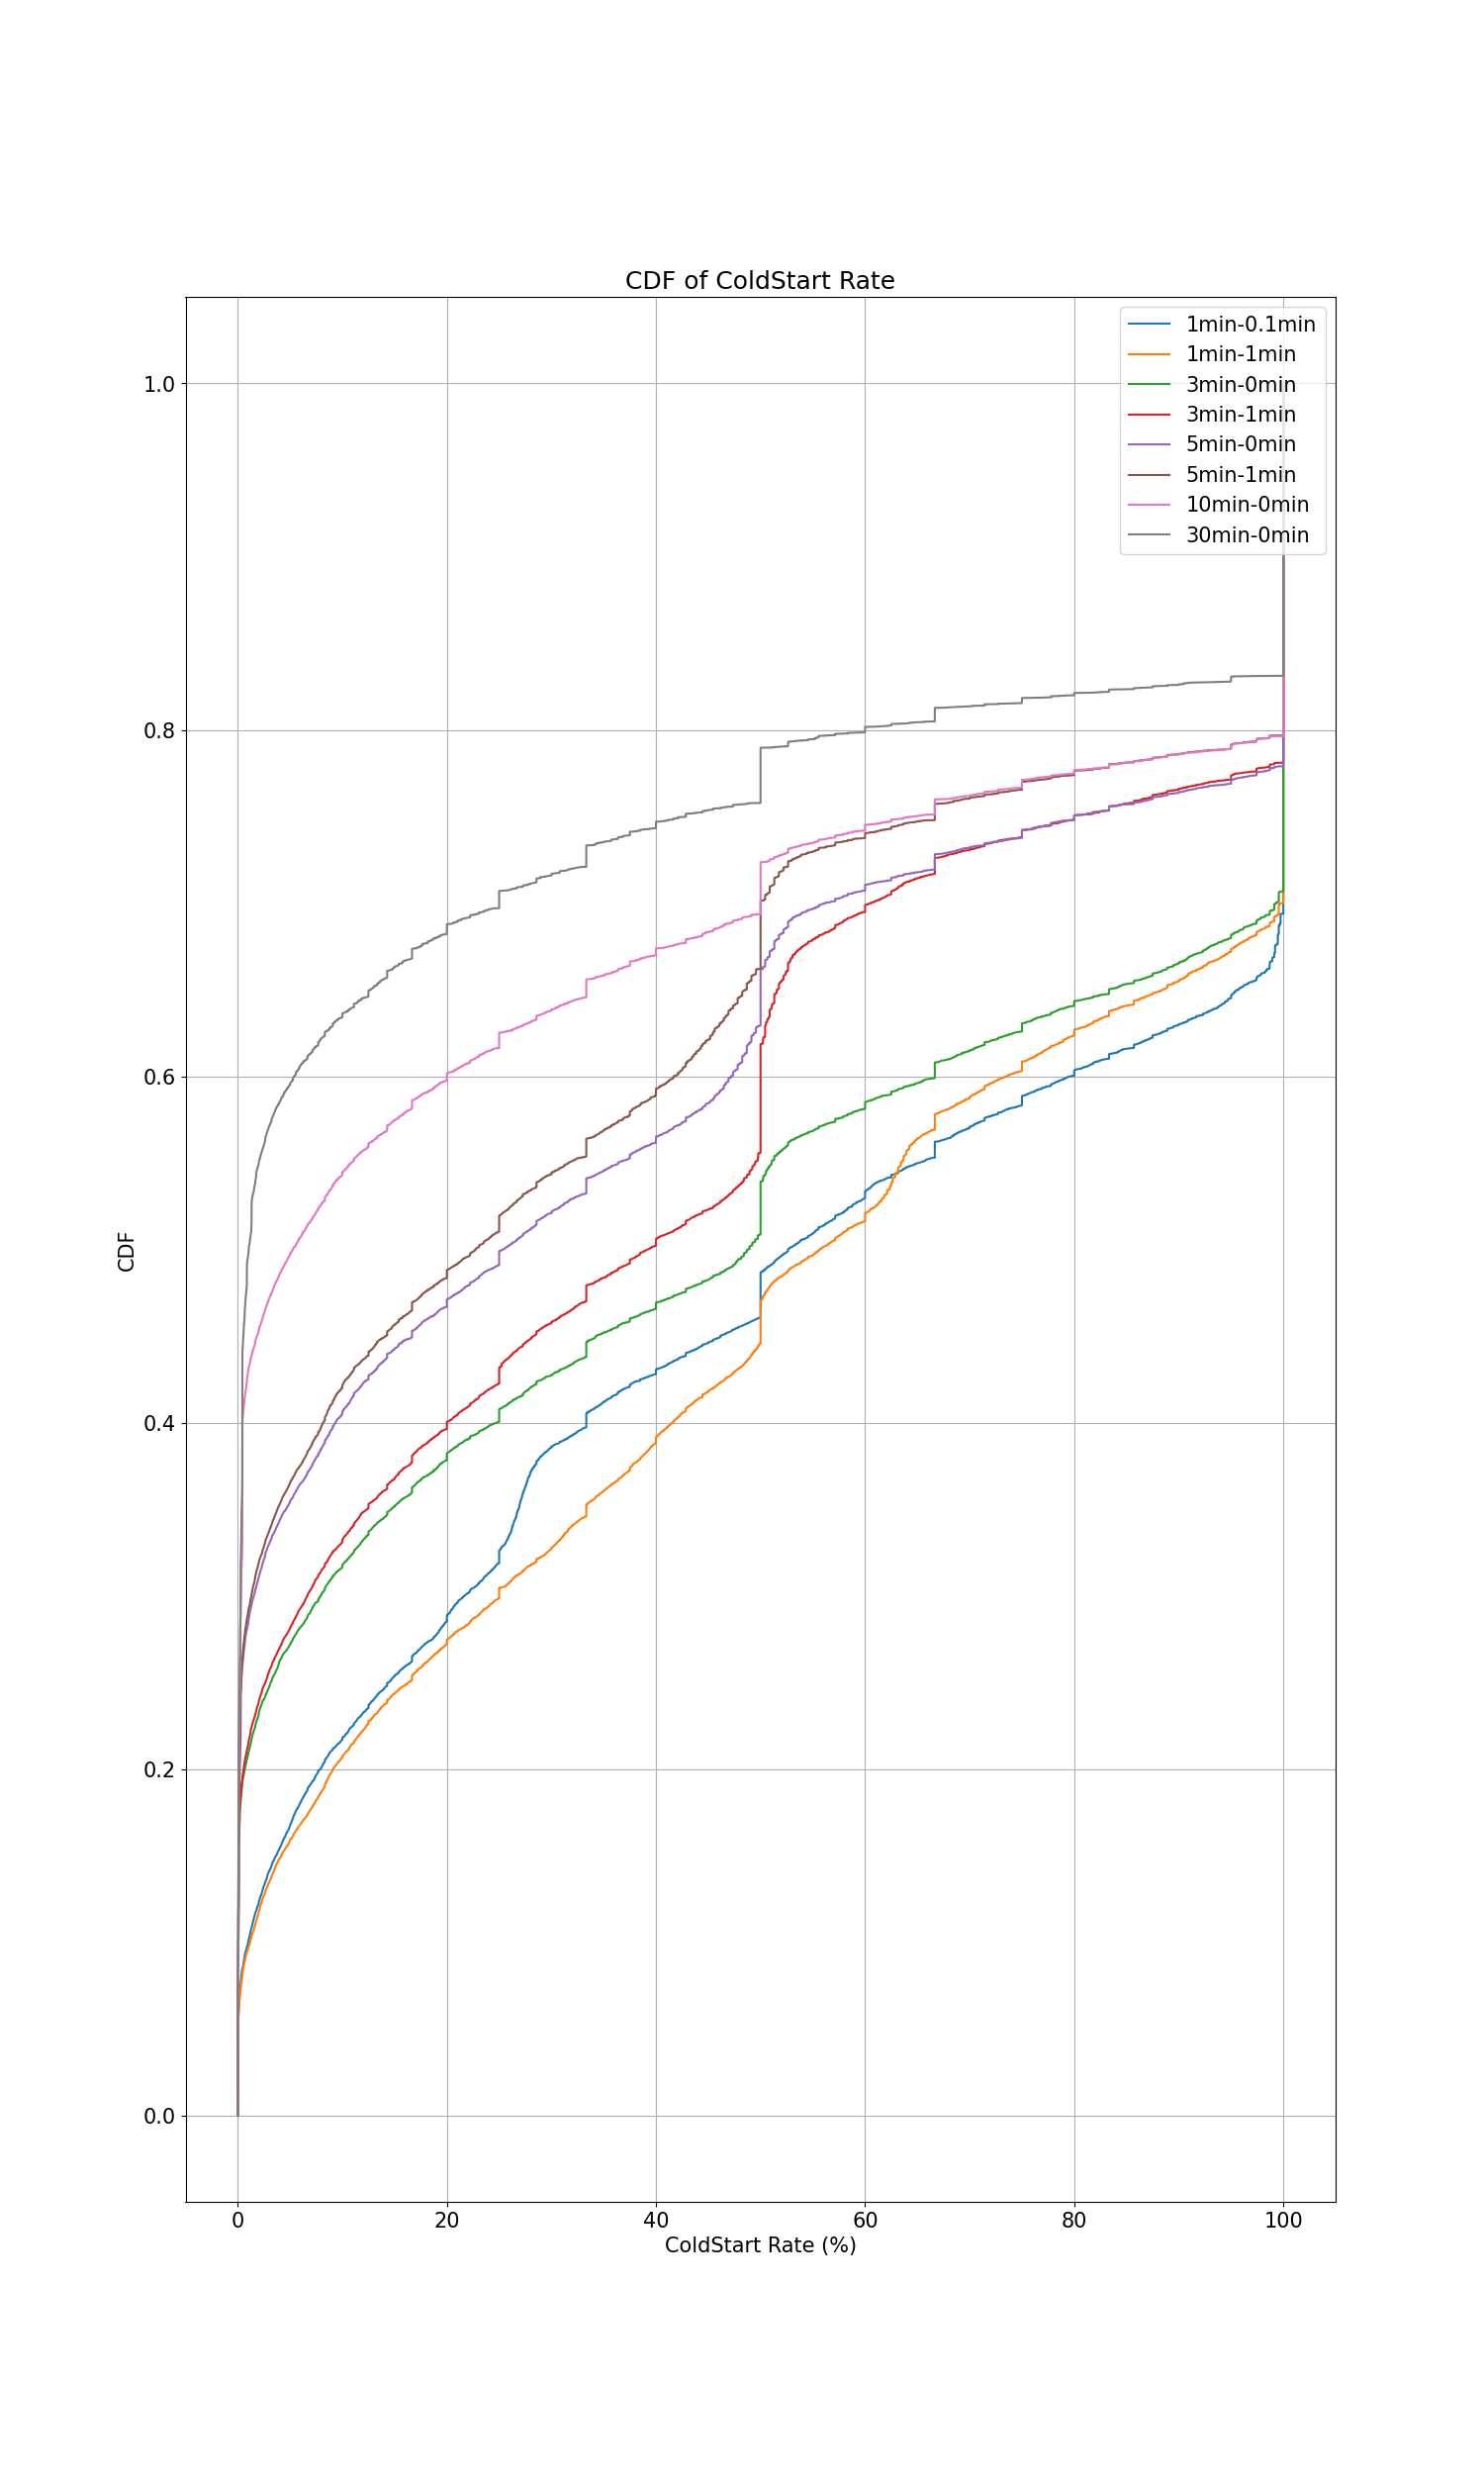 CDF of ColdStart Rate
1min-0.1min
1min-1min
3min-0min
3min-1min
5min-0min
5min-1min
10min-0min
30min-0min
1.0
0.8
0.6
0.4
0.2
0.0
CDF
0 20 40 60 80 100
ColdStart Rate (%)